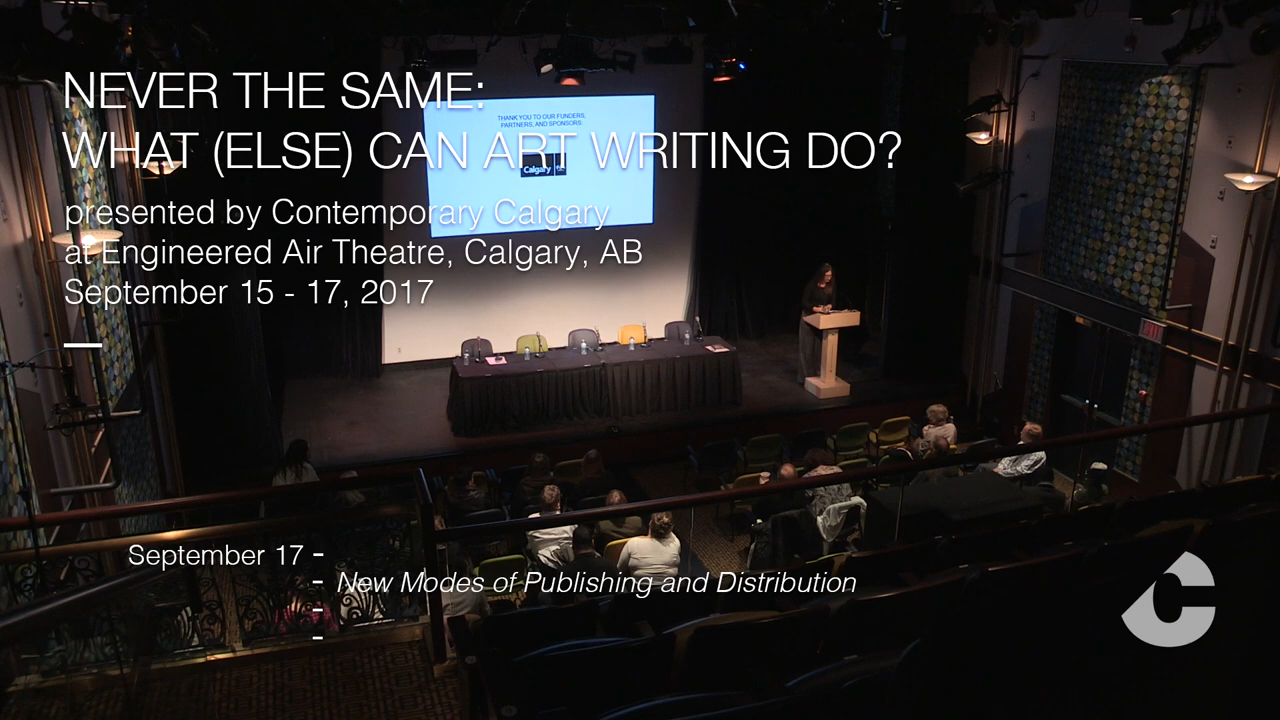 NEVER THE SAME:
WHAT (ELSE) CAN ART WRITING DO?
presented by Contemporary Calgary
at Engineered Air Theatre, Calgary, AB
September 15 - 17, 2017
THANK YOU TO OUR FUNDERS,
PARTNERS, AND SPONSORS:
Calgary
EXIT
September 17 -
- New Modes of Publishing and Distribution
-
-
C